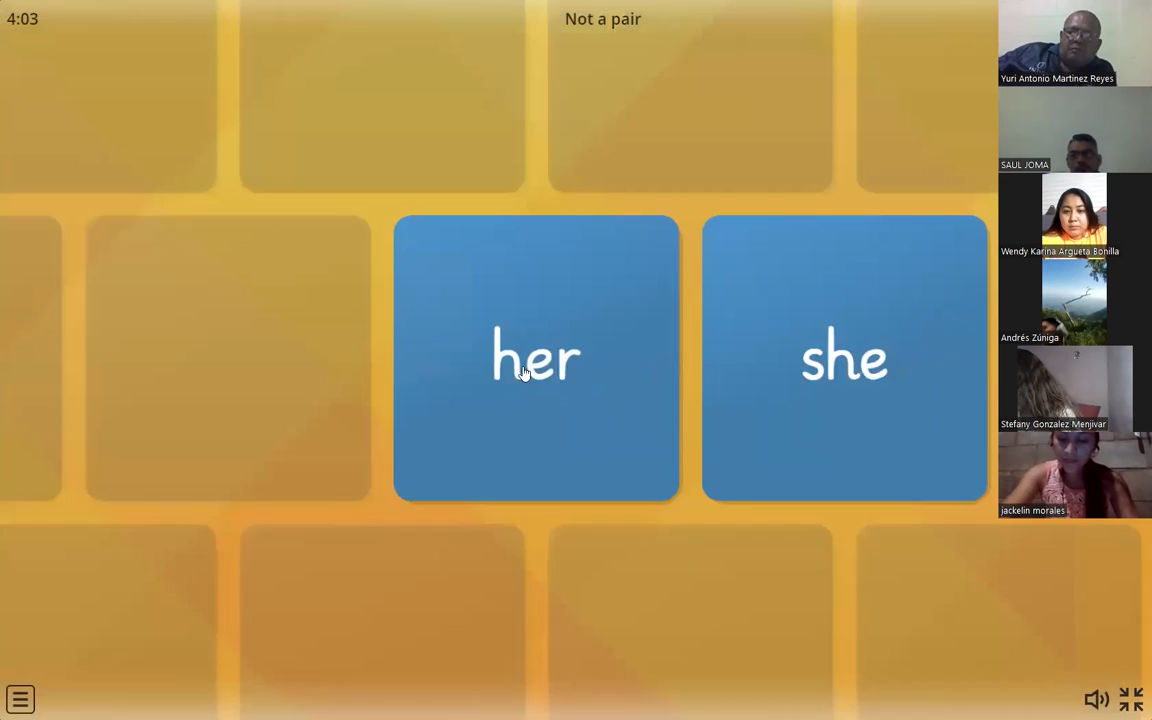 4:03
Not a pair
her
she
Yuri Antonio Martinez Reyes
SAUL JOMA
Wendy Karina Argueta Bonilla
Andrés Zúniga
Stefany Gonzalez Menjivar
jackelin morales